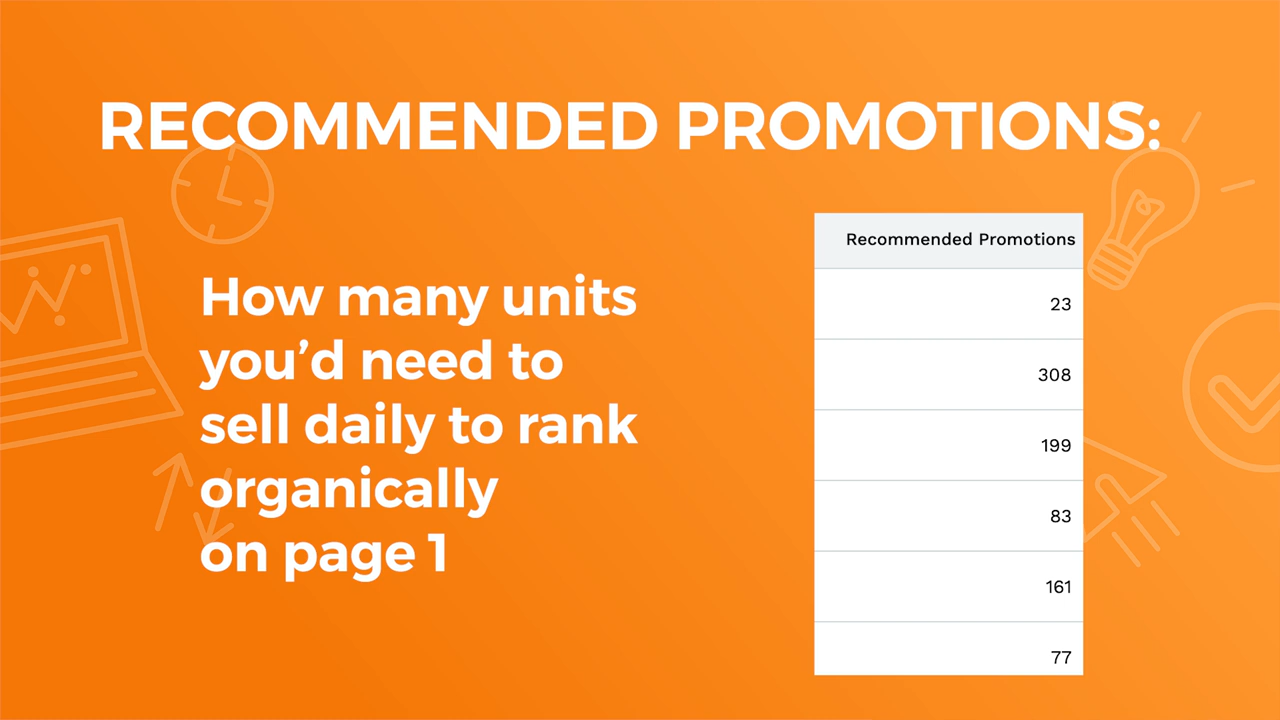 RECOMMENDED PROMOTIONS:
How many units
you’d need to
sell daily to rank
organically
on page 1
Recommended Promotions
23
308
199
83
161
77